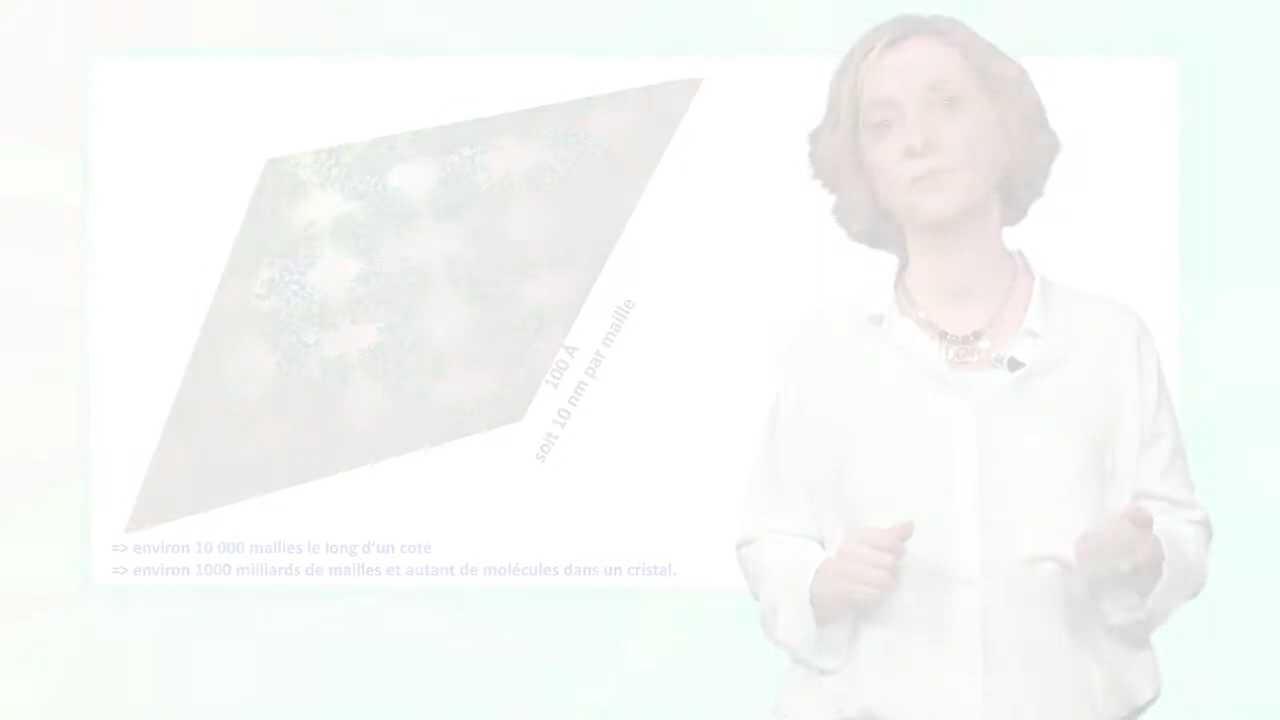 100 Å
soit 10 nm par maille
=> environ 10 000 mailles le long d'un cote
=> environ 1000 milliards de mailles et autant de molécules dans un cristal.